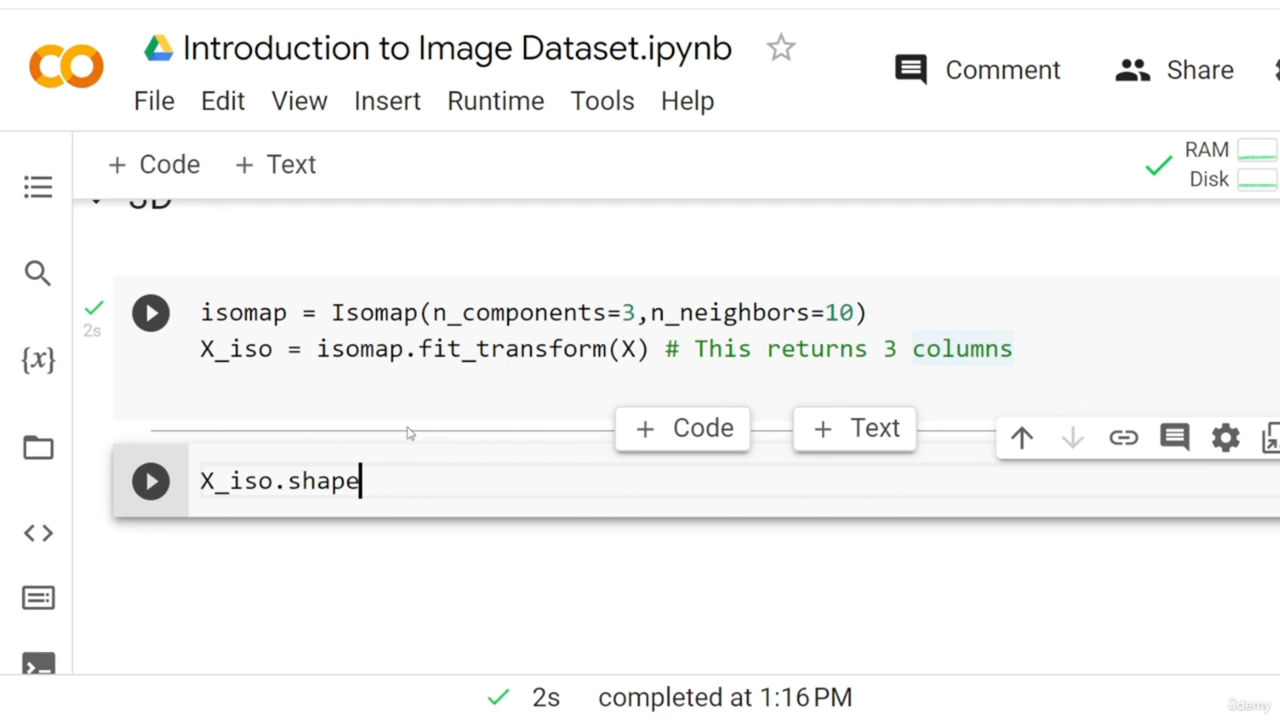 Introduction to Image Dataset.ipynb
Comment
Share
File Edit View Insert Runtime Tools Help
+ Code + Text
RAM
Disk
3D
2s
isomap = Isomap(n_components=3,n_neighbors=10)
X_iso = isomap.fit_transform(X) # This returns 3 columns
+ Code
+ Text
{x}
X_iso.shape
2s completed at 1:16 PM
ûdemy